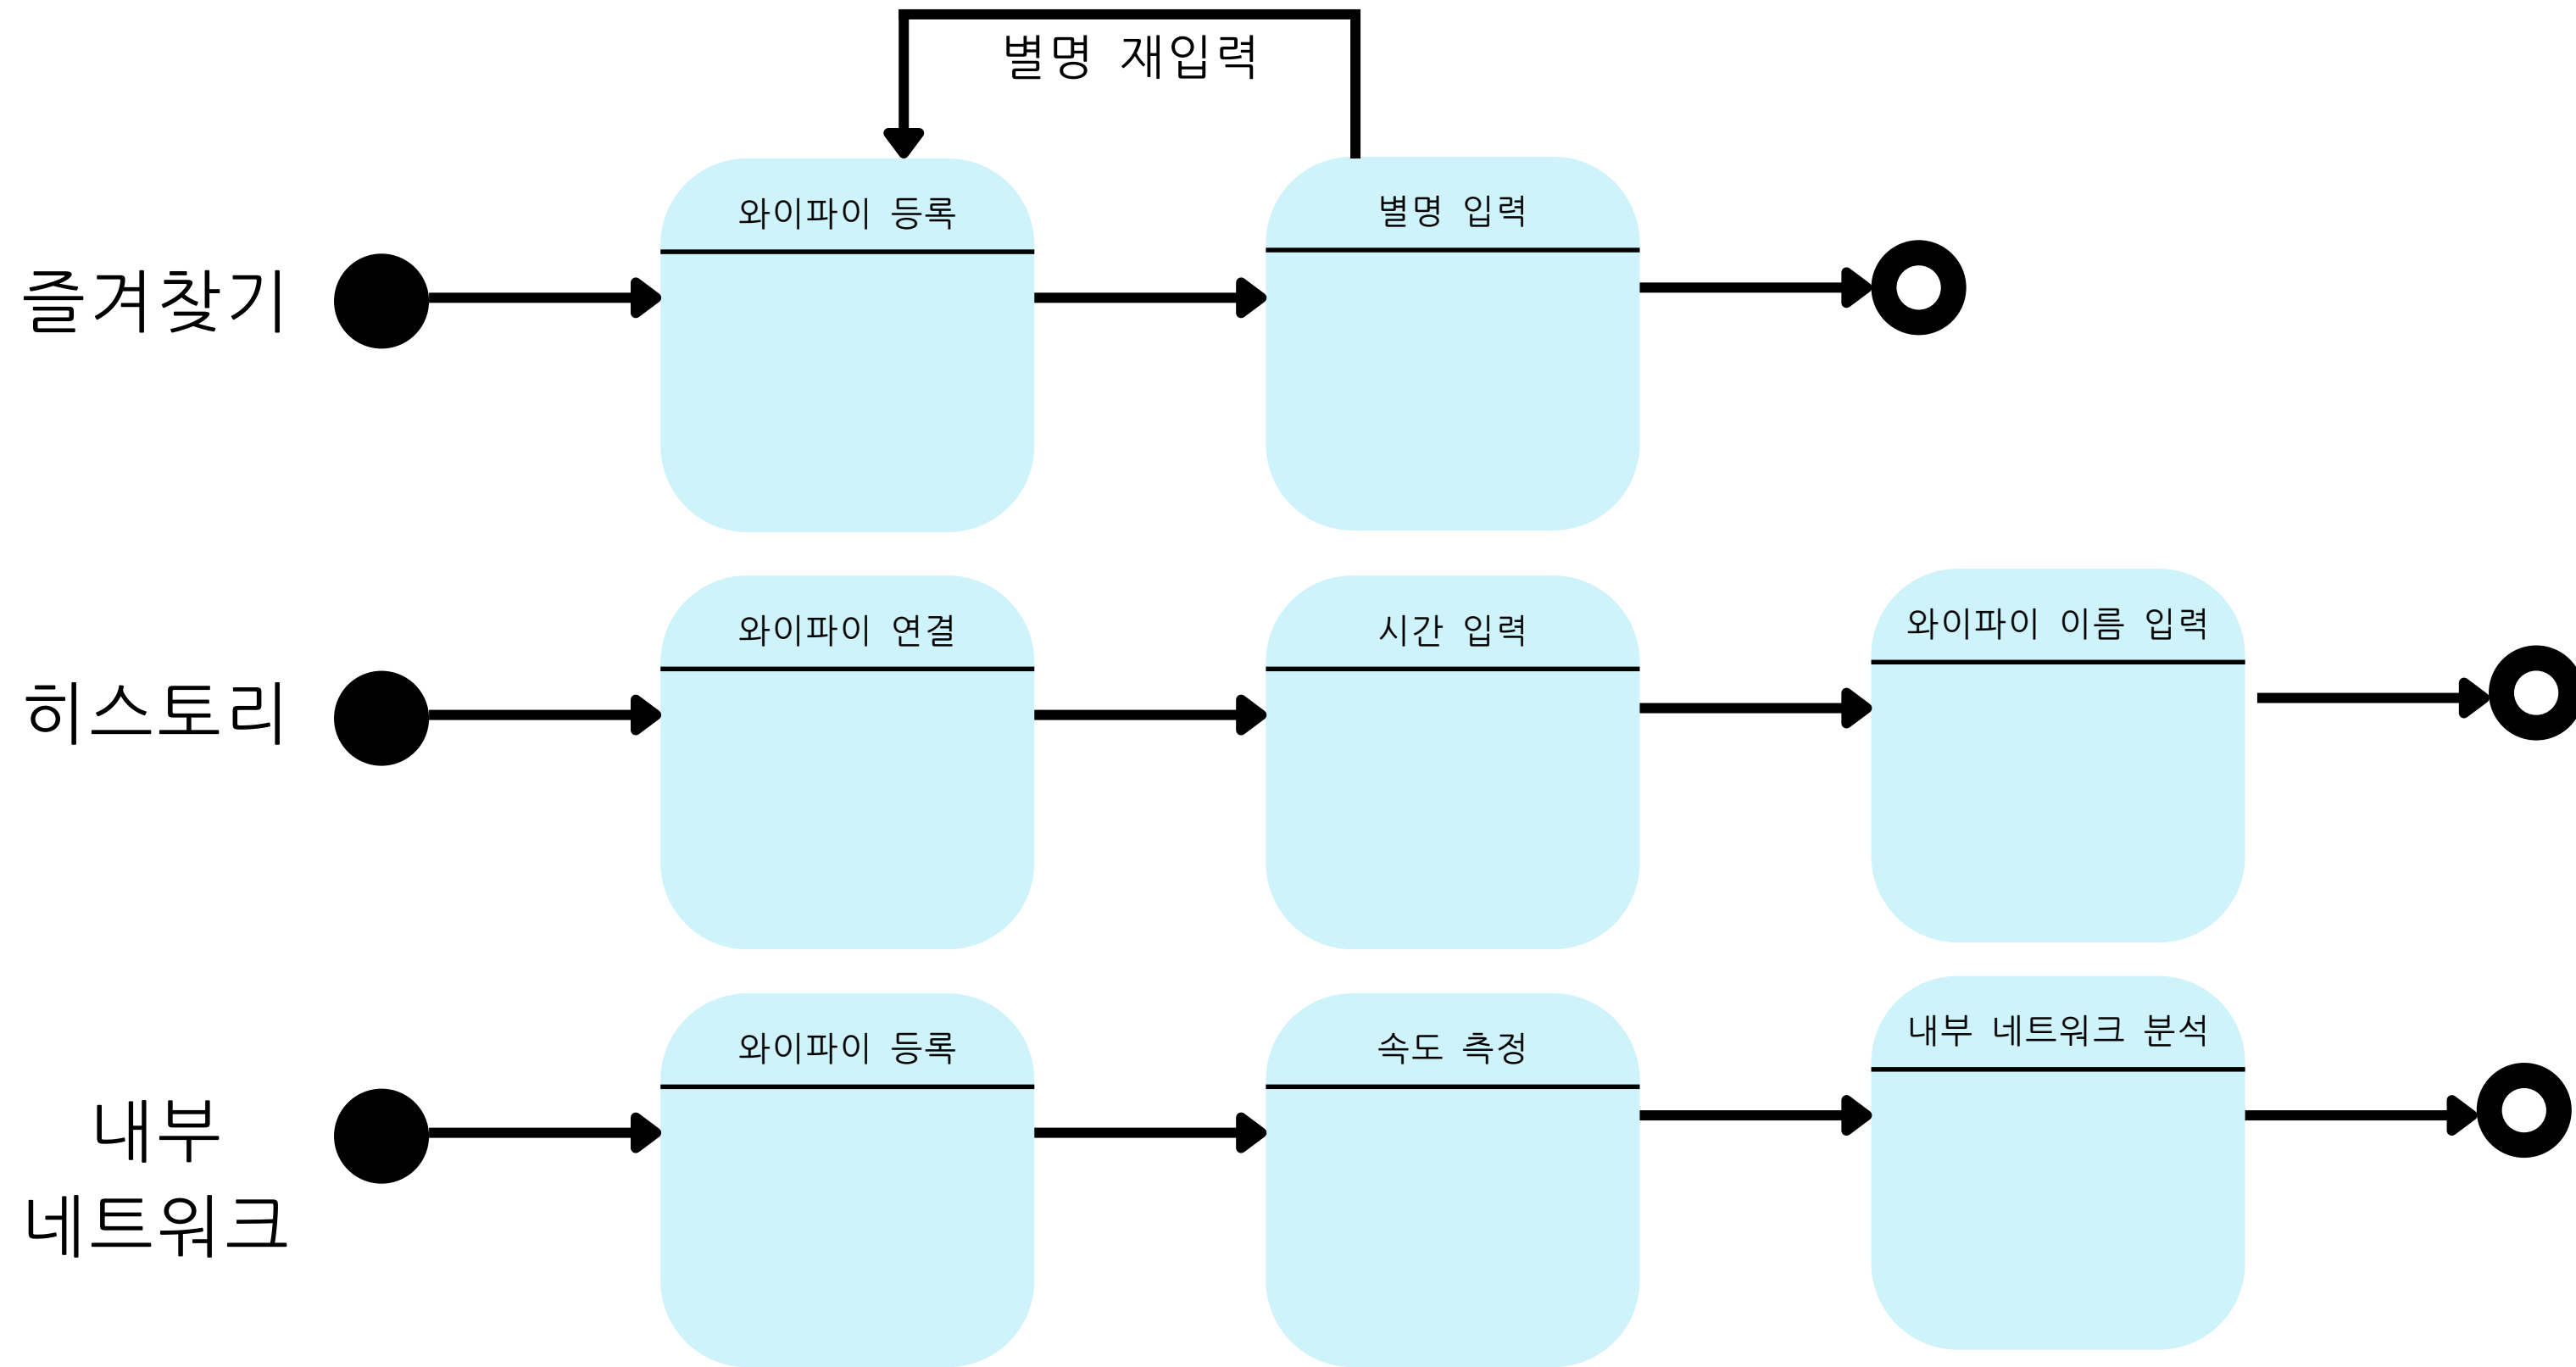 별명 재입력
즐겨찾기
와이파이 등록
별명 입력
히스토리
와이파이 연결
시간 입력
와이파이 이름 입력
내부
네트워크
와이파이 등록
속도 측정
내부 네트워크 분석